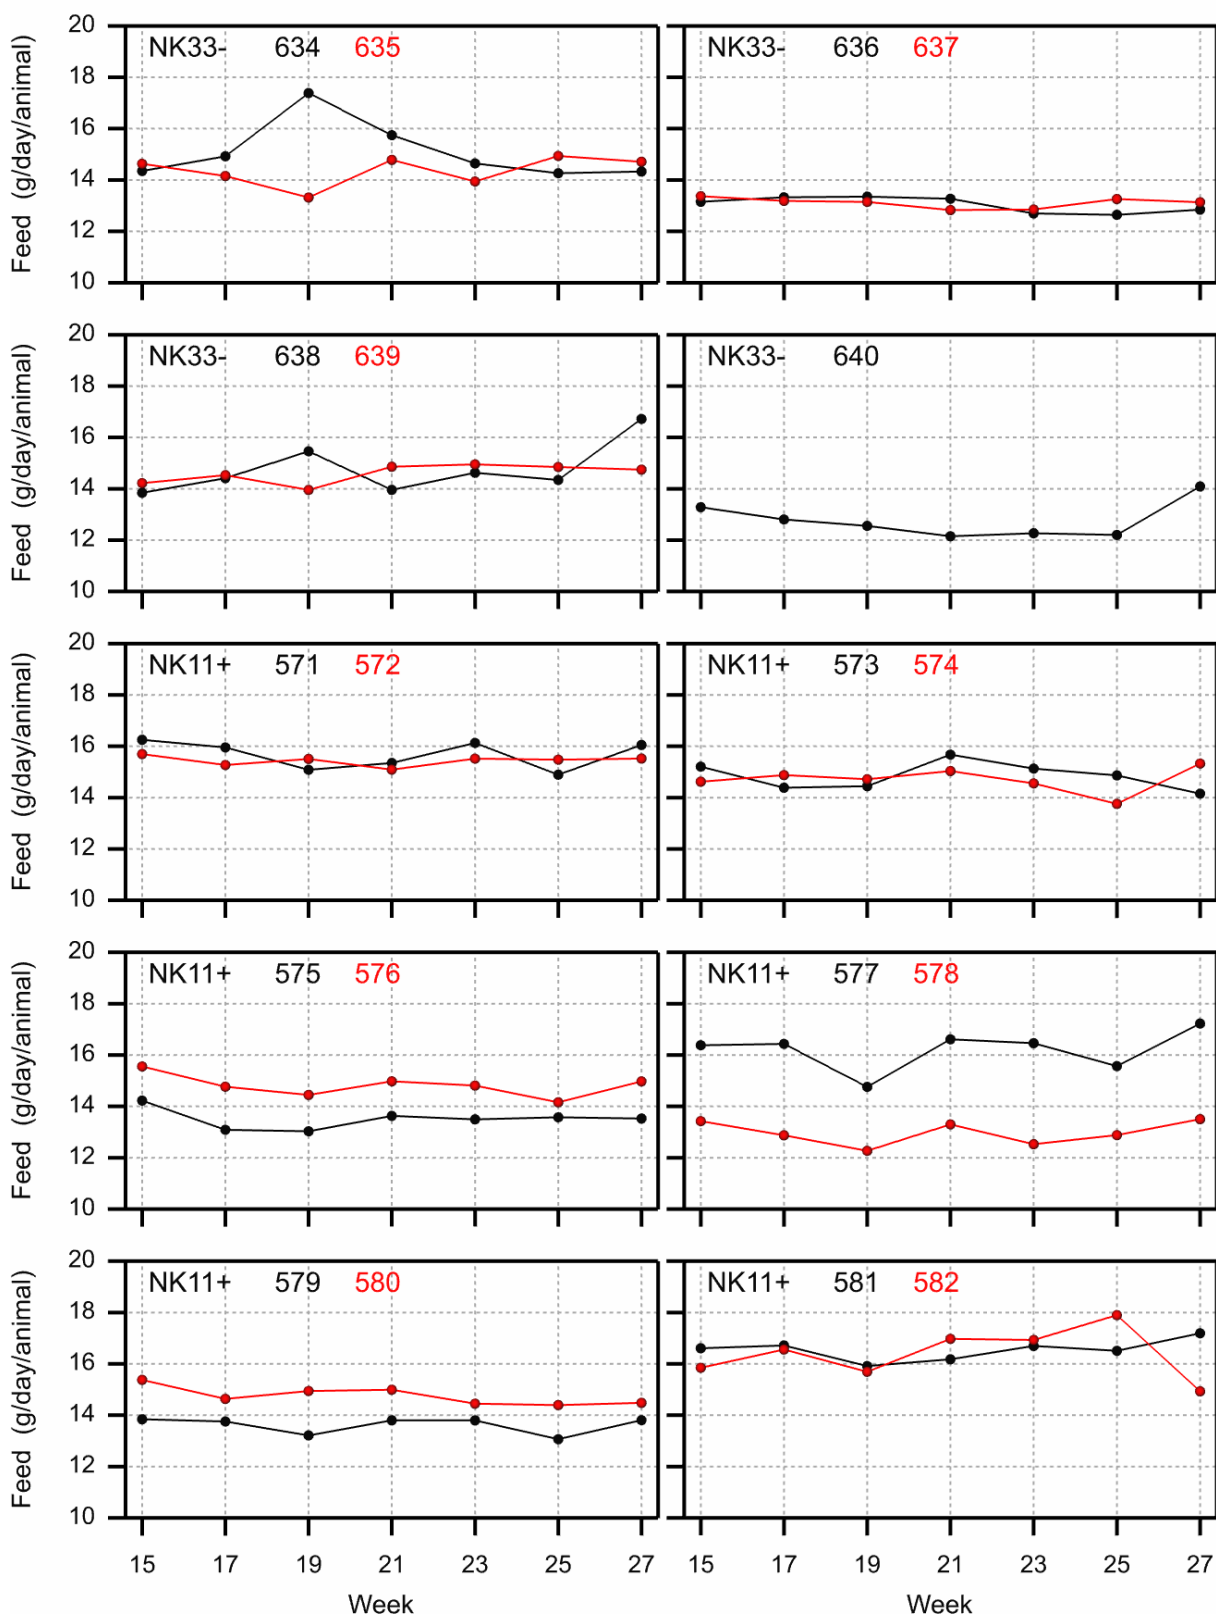 20
18
16
14
12
10
Feed (g/day/animal)
NK33- 634 635
NK33- 636 637
20
18
16
14
12
10
Feed (g/day/animal)
NK33- 638 639
NK33- 640
20
18
16
14
12
10
Feed (g/day/animal)
NK11+ 571 572
NK11+ 573 574
20
18
16
14
12
10
Feed (g/day/animal)
NK11+ 575 576
NK11+ 577 578
20
18
16
14
12
10
Feed (g/day/animal)
NK11+ 579 580
NK11+ 581 582
15 17 19 21 23 25 27
15 17 19 21 23 25 27
Week
Week